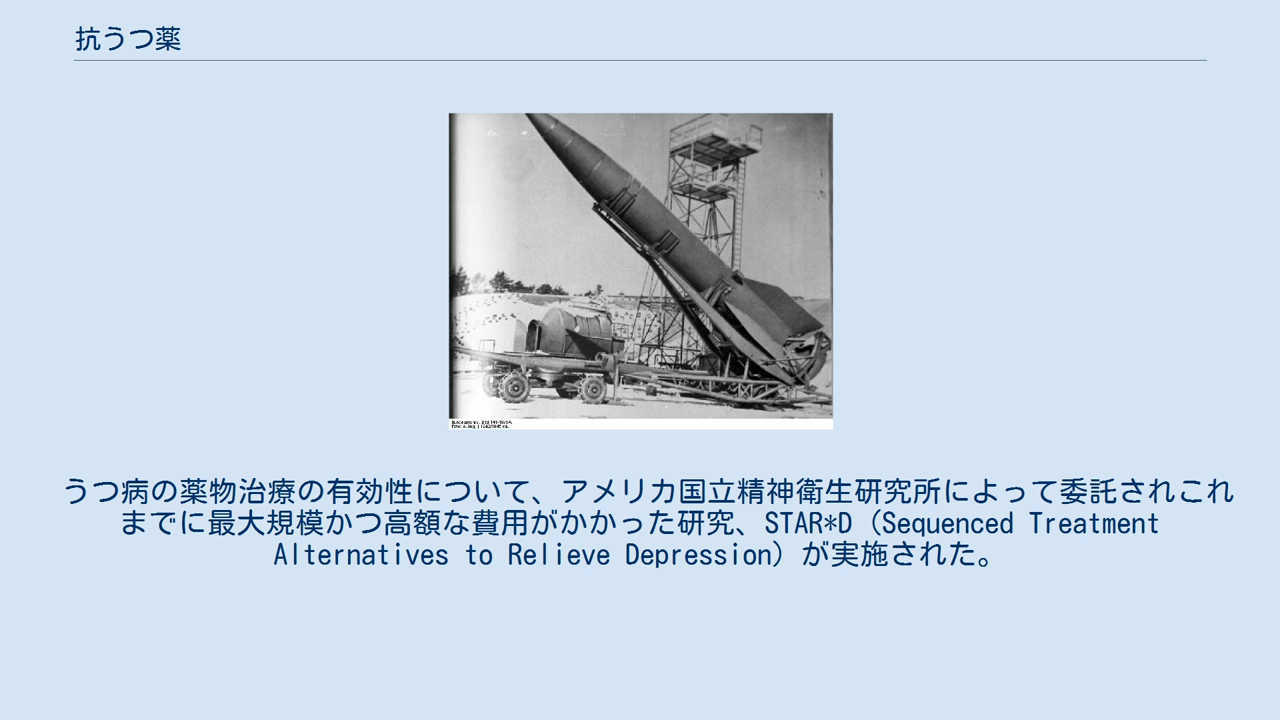 抗うつ薬
うつ病の薬物治療の有効性について、アメリカ国立精神衛生研究所によって委託されこれ
までに最大規模かつ高額な費用がかかった研究、STAR*D（Sequenced Treatment
Alternatives to Relieve Depression）が実施された。